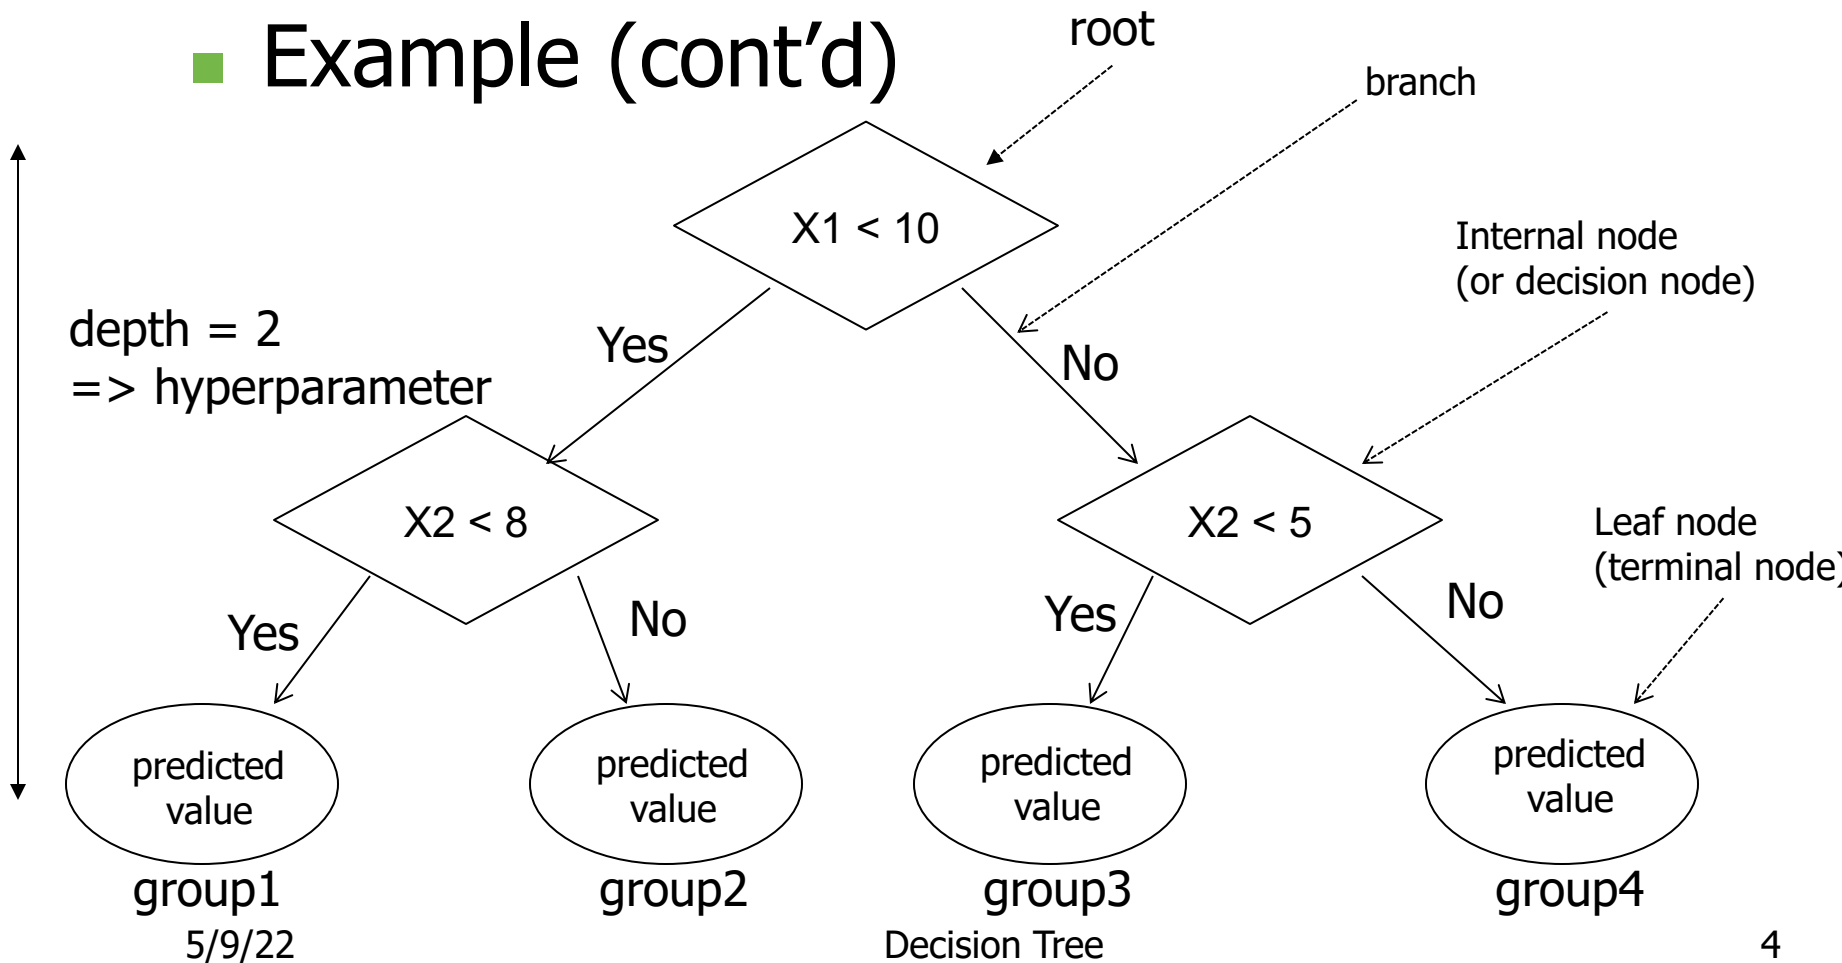 Example (cont’d)
root
branch
X1 < 10
Internal node
(or decision node)
depth = 2
=> hyperparameter
Yes
No
X2 < 8
X2 < 5
Leaf node
(terminal node)
Yes
No
Yes
No
predicted
value
predicted
value
predicted
value
predicted
value
group1
group2
group3
group4
5/9/22
Decision Tree
4